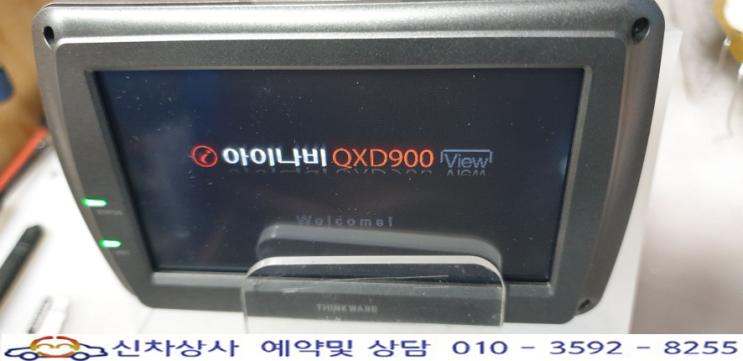 아이나비 QXD900 View
Welcome!
THINKWARE
신차상사 예약및 상담 010 - 3592 - 8255